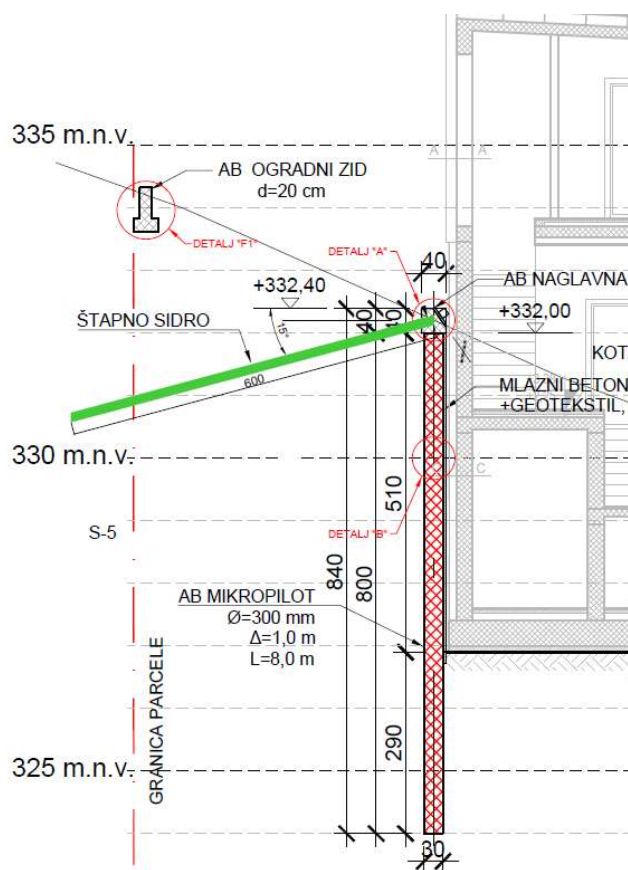 335 m.n.v.
AB OGRADNI ZID
d=20 cm
A A
DETALJ "F1"
DETALJ "A"
40
+332,40
AB NAGLAVNA
+332,00
40
40
ŠTAPNO SIDRO
15°
KOT
600
MLAZNI BETON
+GEOTEKSTIL,
330 m.n.v.
C
510
S-5
DETALJ "B"
840
800
AB MIKROPILOT
Ø=300 mm
Δ=1,0 m
L=8,0 m
GRANICA PARCELE
290
325 m.n.v.
30